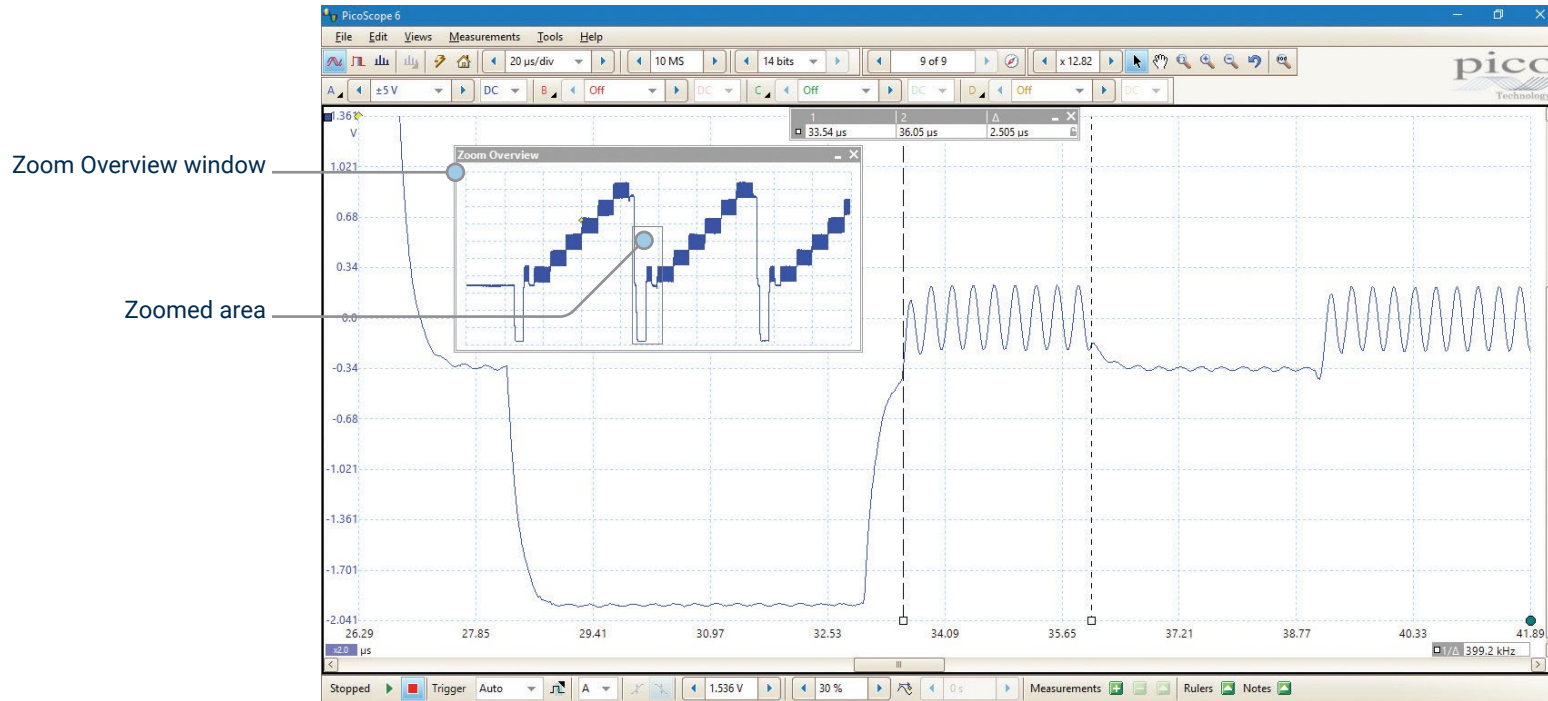 PicoScope 6
File Edit Views Measurements Tools Help
20 µs/div 10 MS 14 bits 9 of 9 x 12.82
pico
Technology
A ±5 V DC B Off DC C Off DC D Off DC
1 2 Δ
33.54 µs 36.05 µs 2.505 µs
1.361
V
Zoom Overview
Zoom Overview window
1.021
0.68
0.34
Zoomed area
0.0
-0.34
-0.68
-1.021
-1.361
-1.701
-2.041
26.29 27.85 29.41 30.97 32.53 34.09 35.65 37.21 38.77 40.33 41.89
x2.0 µs
1/Δ 399.2 kHz
Stopped Trigger Auto A 1.536 V 30 % 0 s Measurements Rulers Notes